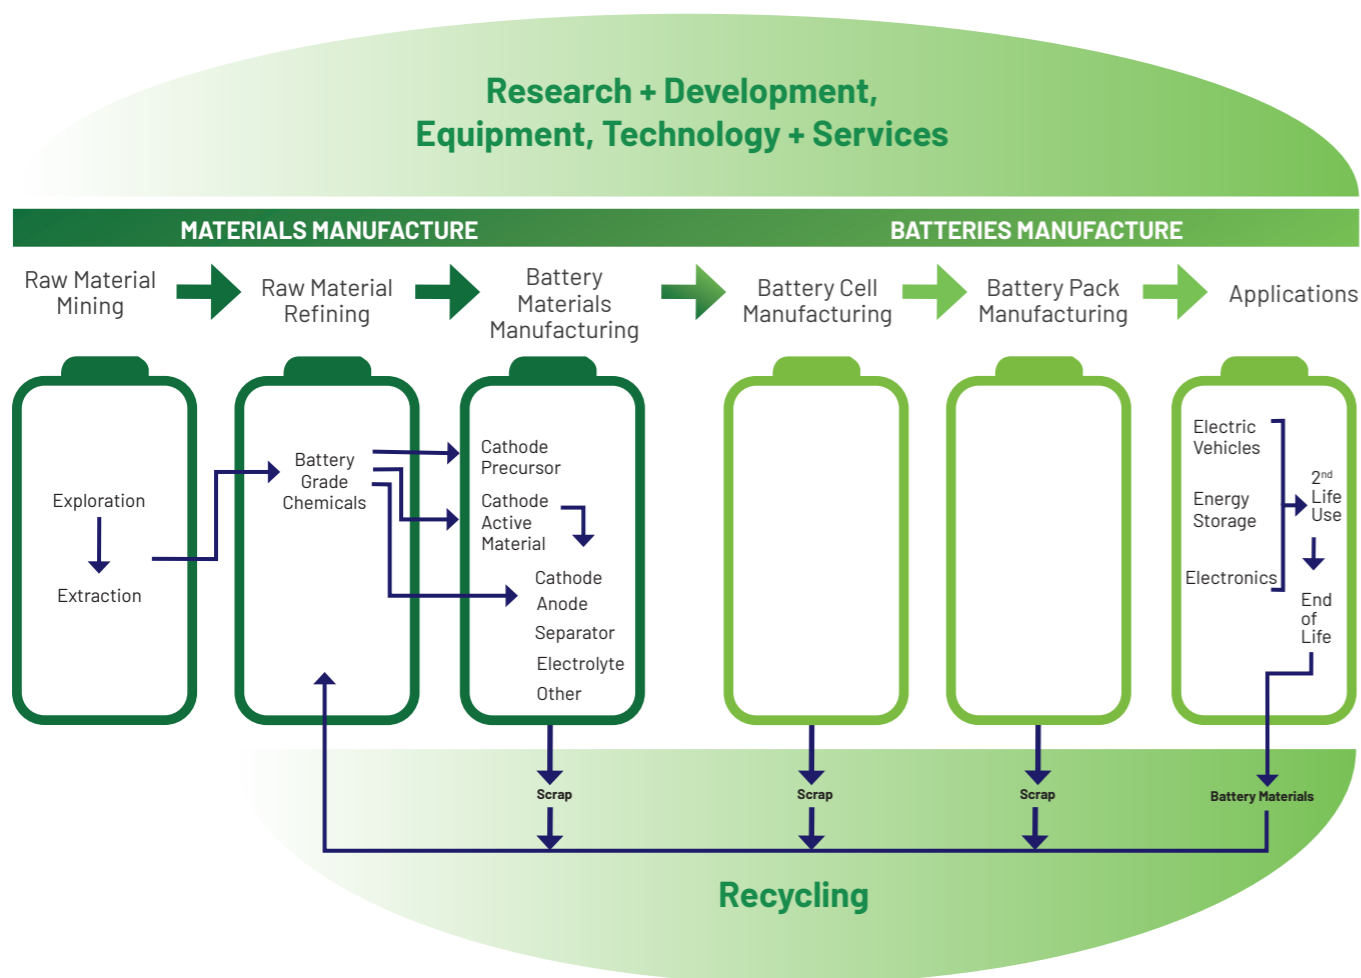 Research + Development,
Equipment, Technology + Services
MATERIALS MANUFACTURE
BATTERIES MANUFACTURE
Raw Material
Mining
Raw Material
Refining
Battery
Materials
Manufacturing
Battery Cell
Manufacturing
Battery Pack
Manufacturing
Applications
Exploration
Extraction
Battery
Grade
Chemicals
Cathode
Precursor
Cathode
Active
Material
Cathode
Anode
Separator
Electrolyte
Other
Electric
Vehicles
Energy
Storage
Electronics
2nd
Life
Use
End
of
Life
Scrap
Scrap
Scrap
Battery Materials
Recycling